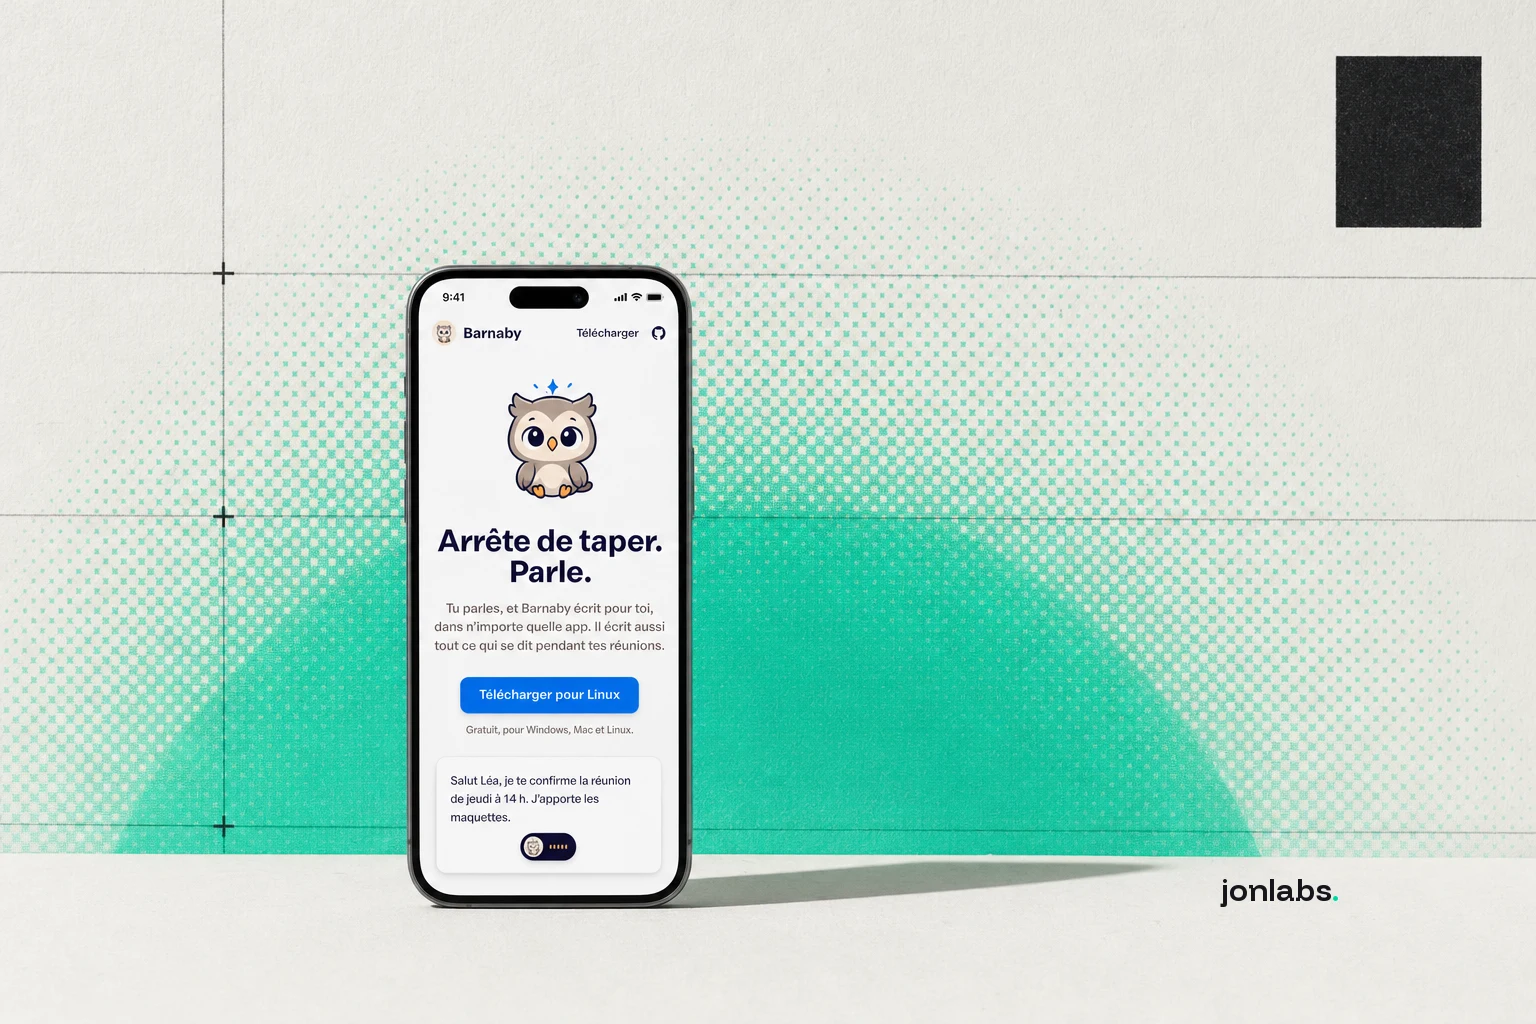 9:41
Barnaby
Télécharger
Arrête de taper.
Parle.
Tu parles, et Barnaby écrit pour toi,
dans n’importe quelle app. Il écrit aussi
tout ce qui se dit pendant tes réunions.
Télécharger pour Linux
Gratuit, pour Windows, Mac et Linux.
Salut Léa, je te confirme la réunion
de jeudi à 14 h. J’apporte les
maquettes.
jonlabs.